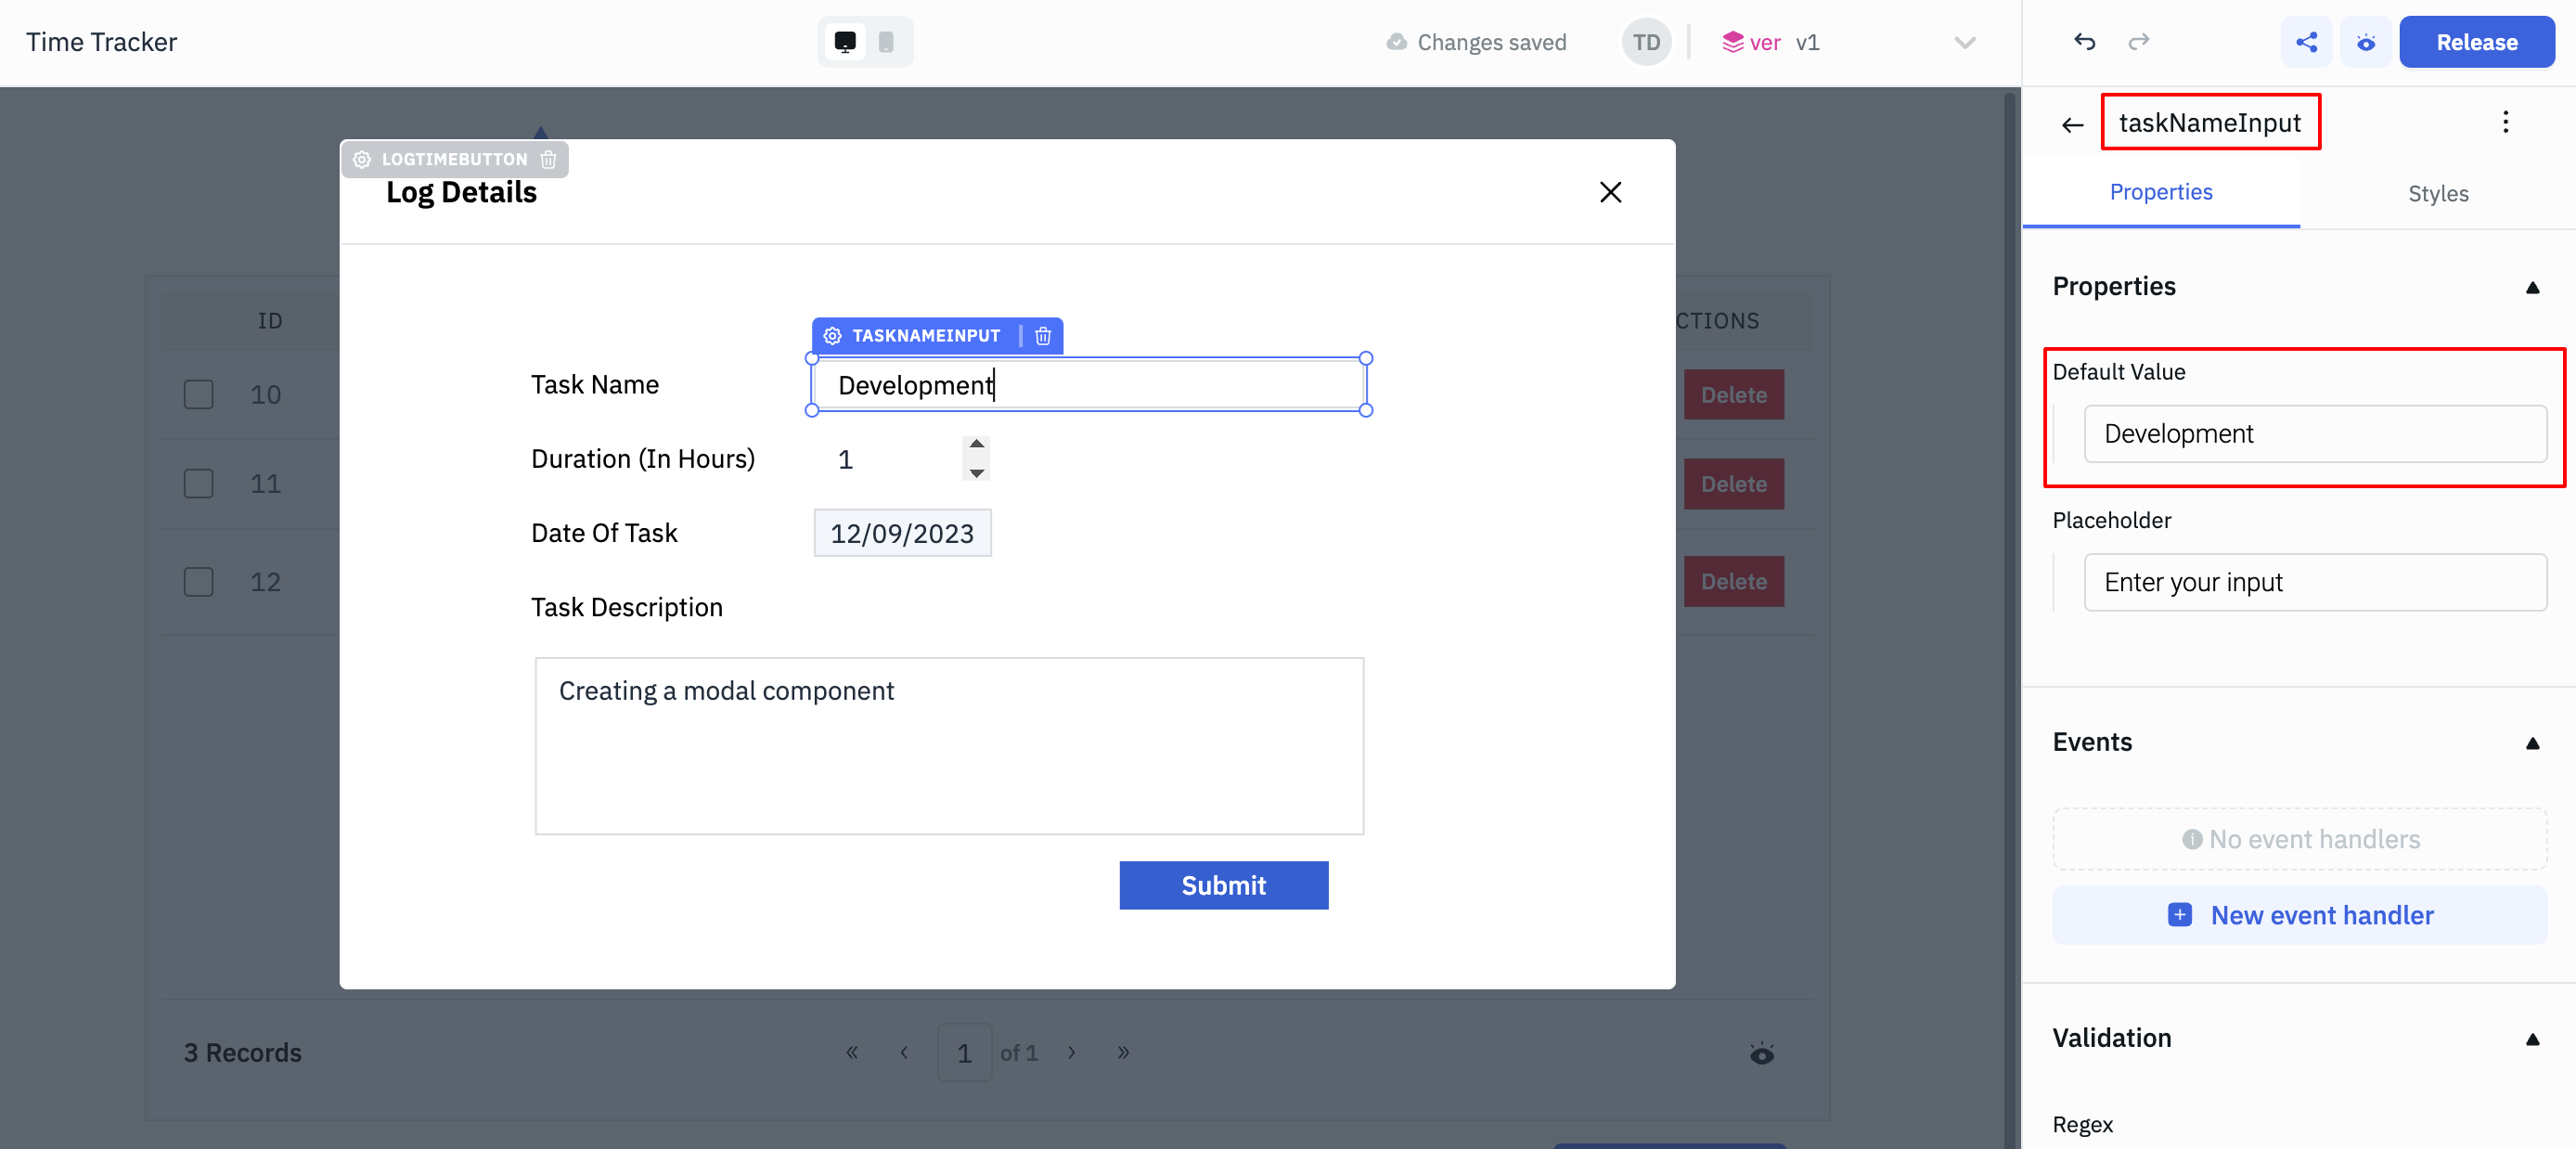 Time Tracker
Changes saved
TD
ver v1
Release
taskNameInput
Properties
Styles
LOGTIMEBUTTON
Log Details
Properties
ID
CTIONS
TASKNAMEINPUT
Task Name
Development
Default Value
Development
10
Delete
Duration (In Hours)
1
11
Delete
Date Of Task
12/09/2023
Placeholder
Enter your input
12
Delete
Task Description
Creating a modal component
Events
No event handlers
New event handler
Submit
3 Records
« ‹ 1 of 1 › »
Validation
Regex